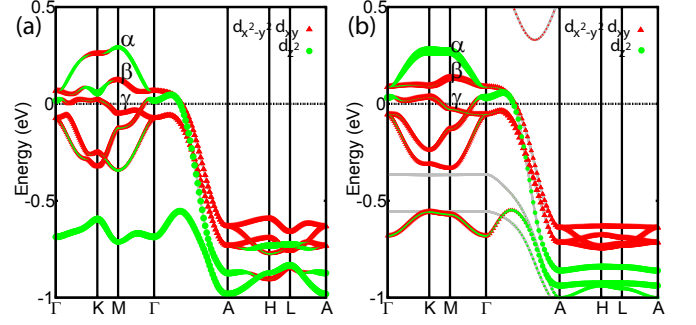 (a) 0.5 0 -0.5 -1 Energy (eV) α β γ d_{x²-y²} d_{xy} d_{z²} Γ K M Γ A H L A
(b) 0.5 0 -0.5 -1 Energy (eV) α β γ d_{x²-y²} d_{xy} d_{z²} Γ K M Γ A H L A